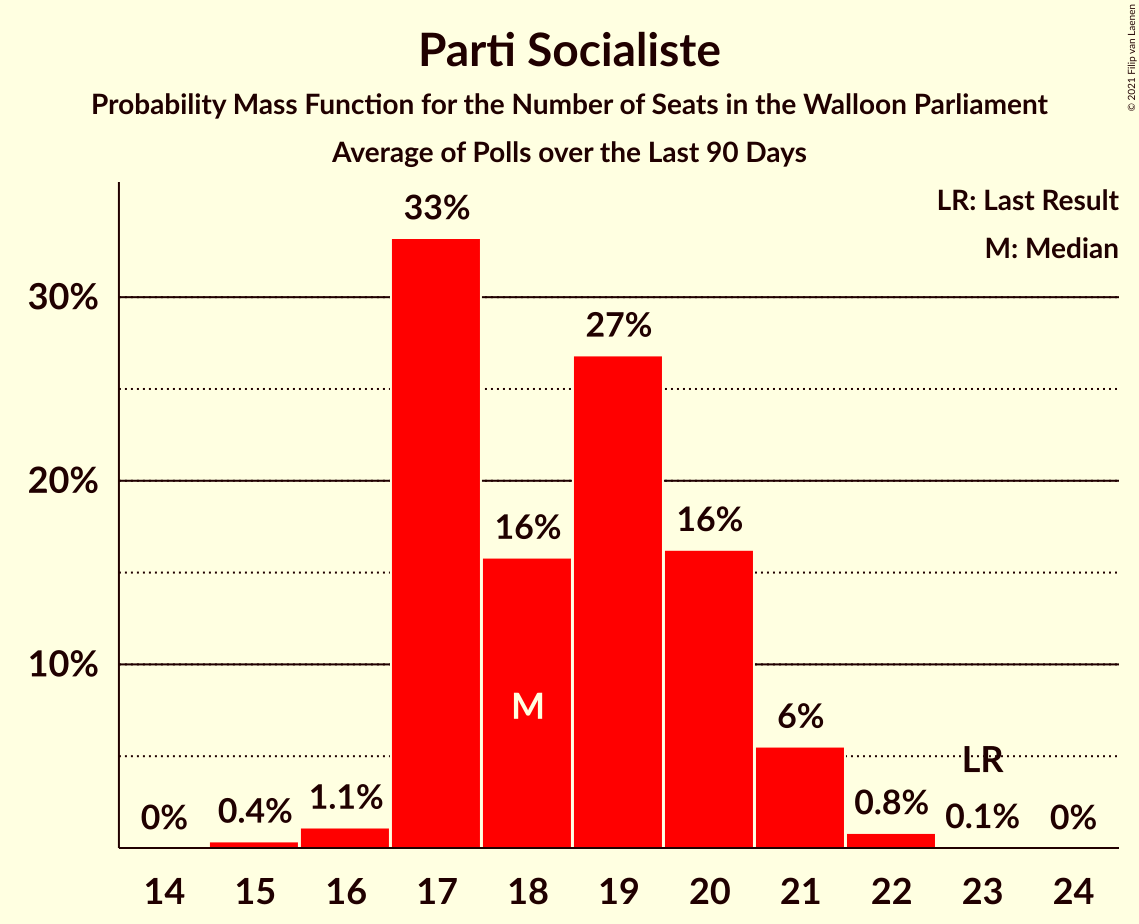 © 2021 Filip van Laenen
Parti Socialiste
Probability Mass Function for the Number of Seats in the Walloon Parliament
Average of Polls over the Last 90 Days
LR: Last Result
M: Median
30%
20%
10%
0%
0.4%
1.1%
33%
16%
27%
16%
6%
0.8%
0.1%
0%
M
LR
14 15 16 17 18 19 20 21 22 23 24